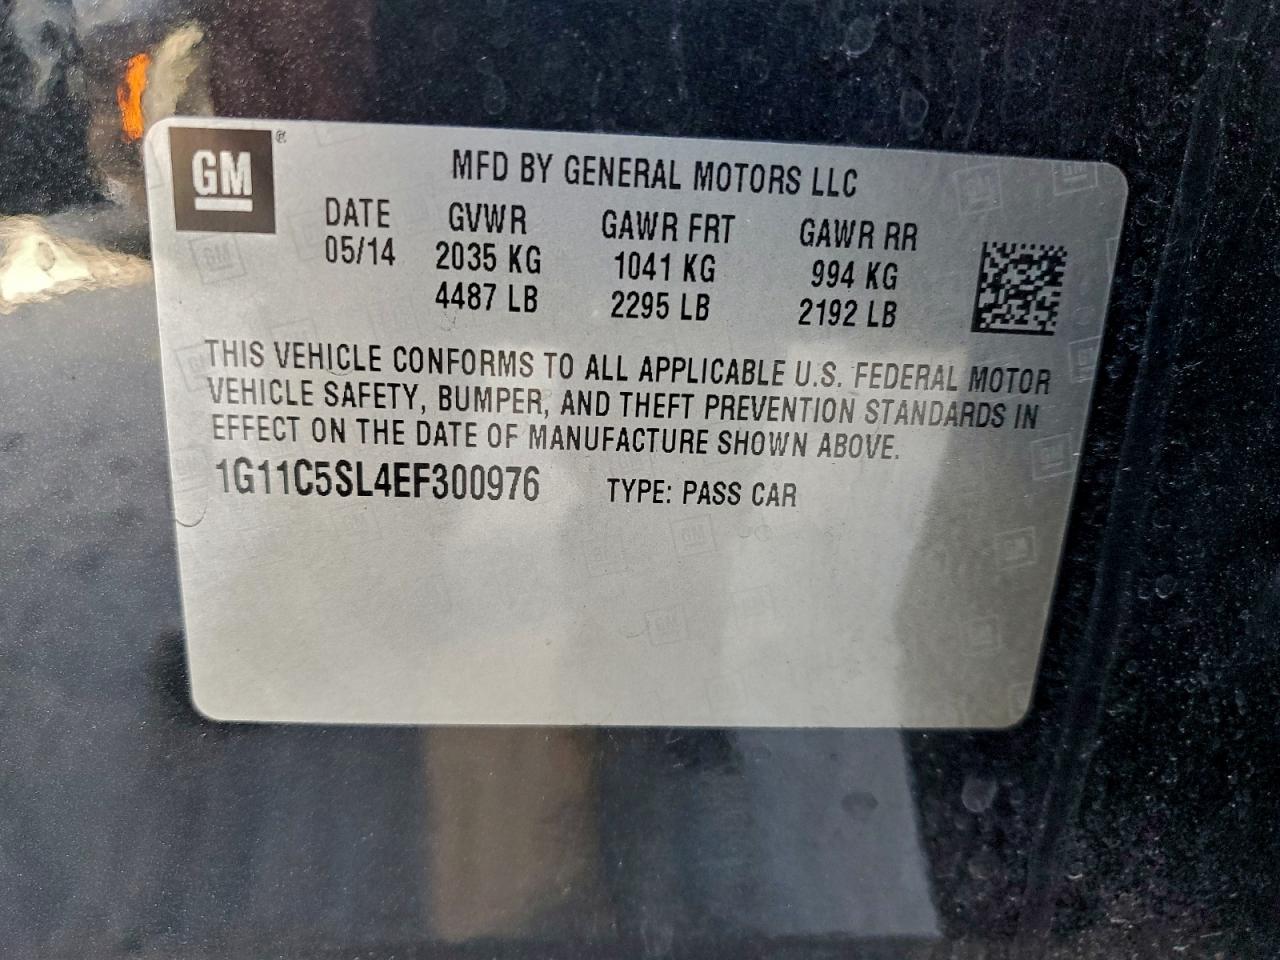 GM ®
MFD BY GENERAL MOTORS LLC
DATE GVWR GAWR FRT GAWR RR
05/14 2035 KG 1041 KG 994 KG
4487 LB 2295 LB 2192 LB
THIS VEHICLE CONFORMS TO ALL APPLICABLE U.S. FEDERAL MOTOR
VEHICLE SAFETY, BUMPER, AND THEFT PREVENTION STANDARDS IN
EFFECT ON THE DATE OF MANUFACTURE SHOWN ABOVE.
1G11C5SL4EF300976 TYPE: PASS CAR